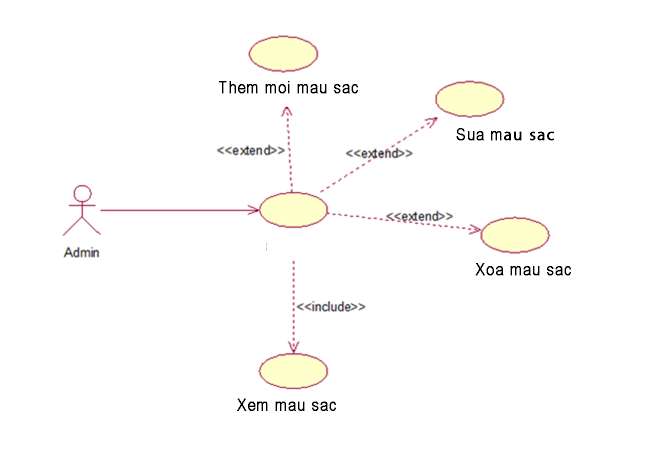 Them moi mau sac
Sua mau sac
<<extend>>
<<extend>>
<<extend>>
Admin
Xoa mau sac
<<include>>
Xem mau sac